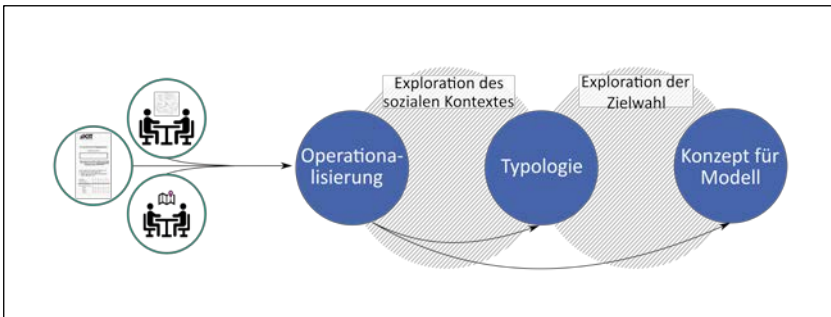 Exploration des
sozialen Kontextes
Exploration der
Zielwahl
Operationa-
lisierung
Typologie
Konzept für
Modell